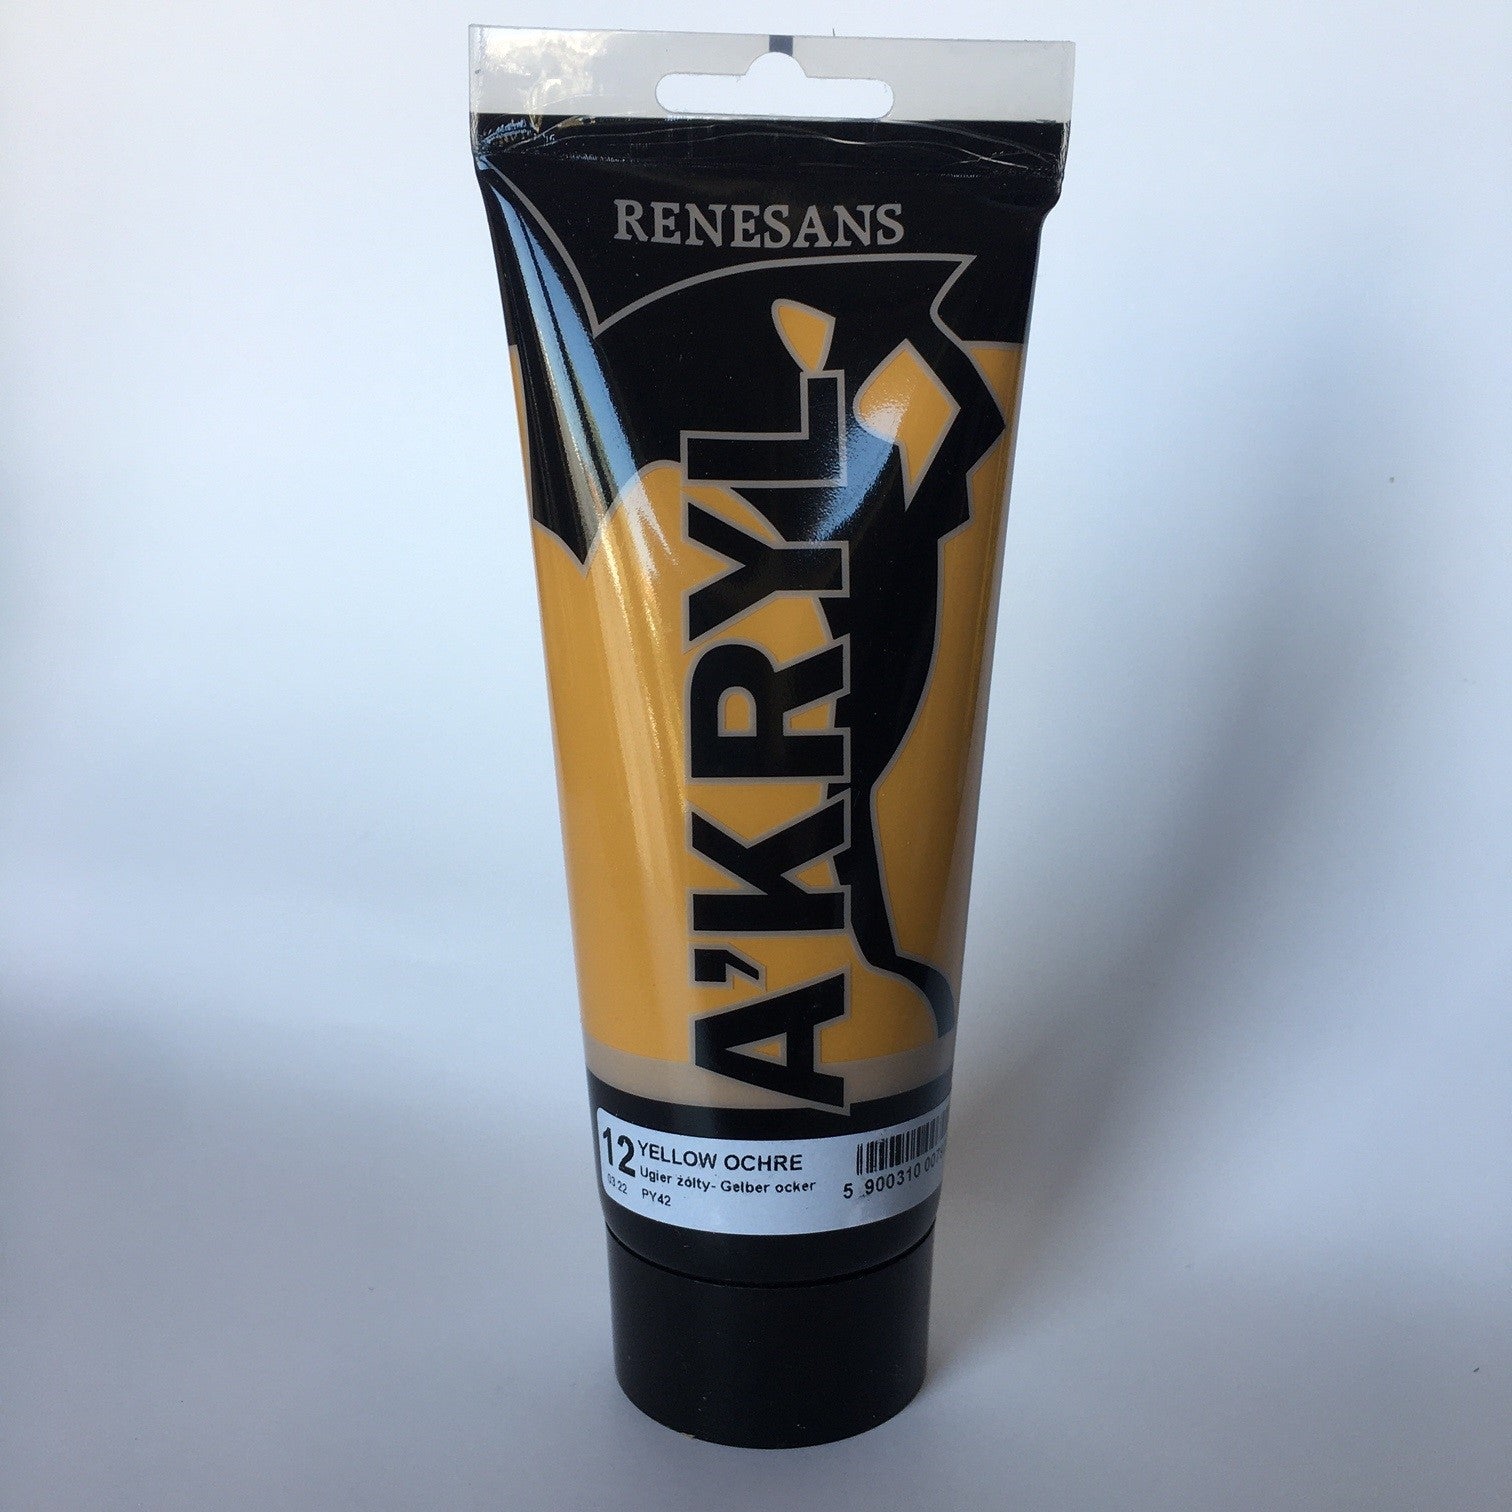 RENESANS
A'KRYL
12 YELLOW OCHRE
Ugier żółty- Gelber ocker
03.22 PY42
5 900310